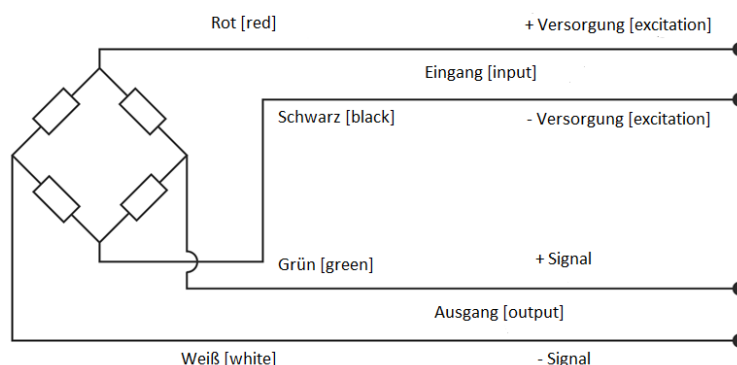 Rot [red]
+ Versorgung [excitation]
Eingang [input]
Schwarz [black]
- Versorgung [excitation]
Grün [green]
+ Signal
Ausgang [output]
Weiß [white]
- Signal